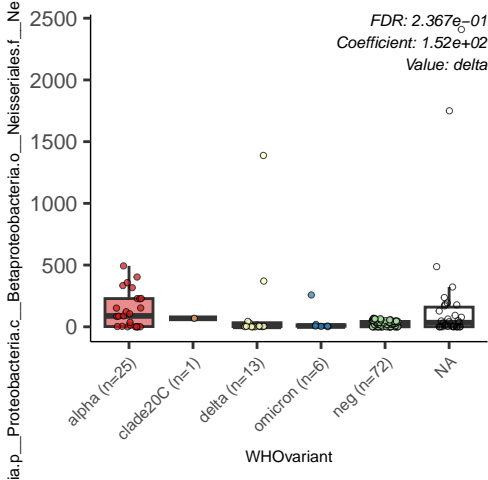 ia.p__Proteobacteria.c__Betaproteobacteria.o__Neisseriales.f__Ne
FDR: 2.367e−01
Coefficient: 1.52e+02
Value: delta
2500
2000
1500
1000
500
0
alpha (n=25)
clade20C (n=1)
delta (n=13)
omicron (n=6)
neg (n=72)
NA
WHOvariant